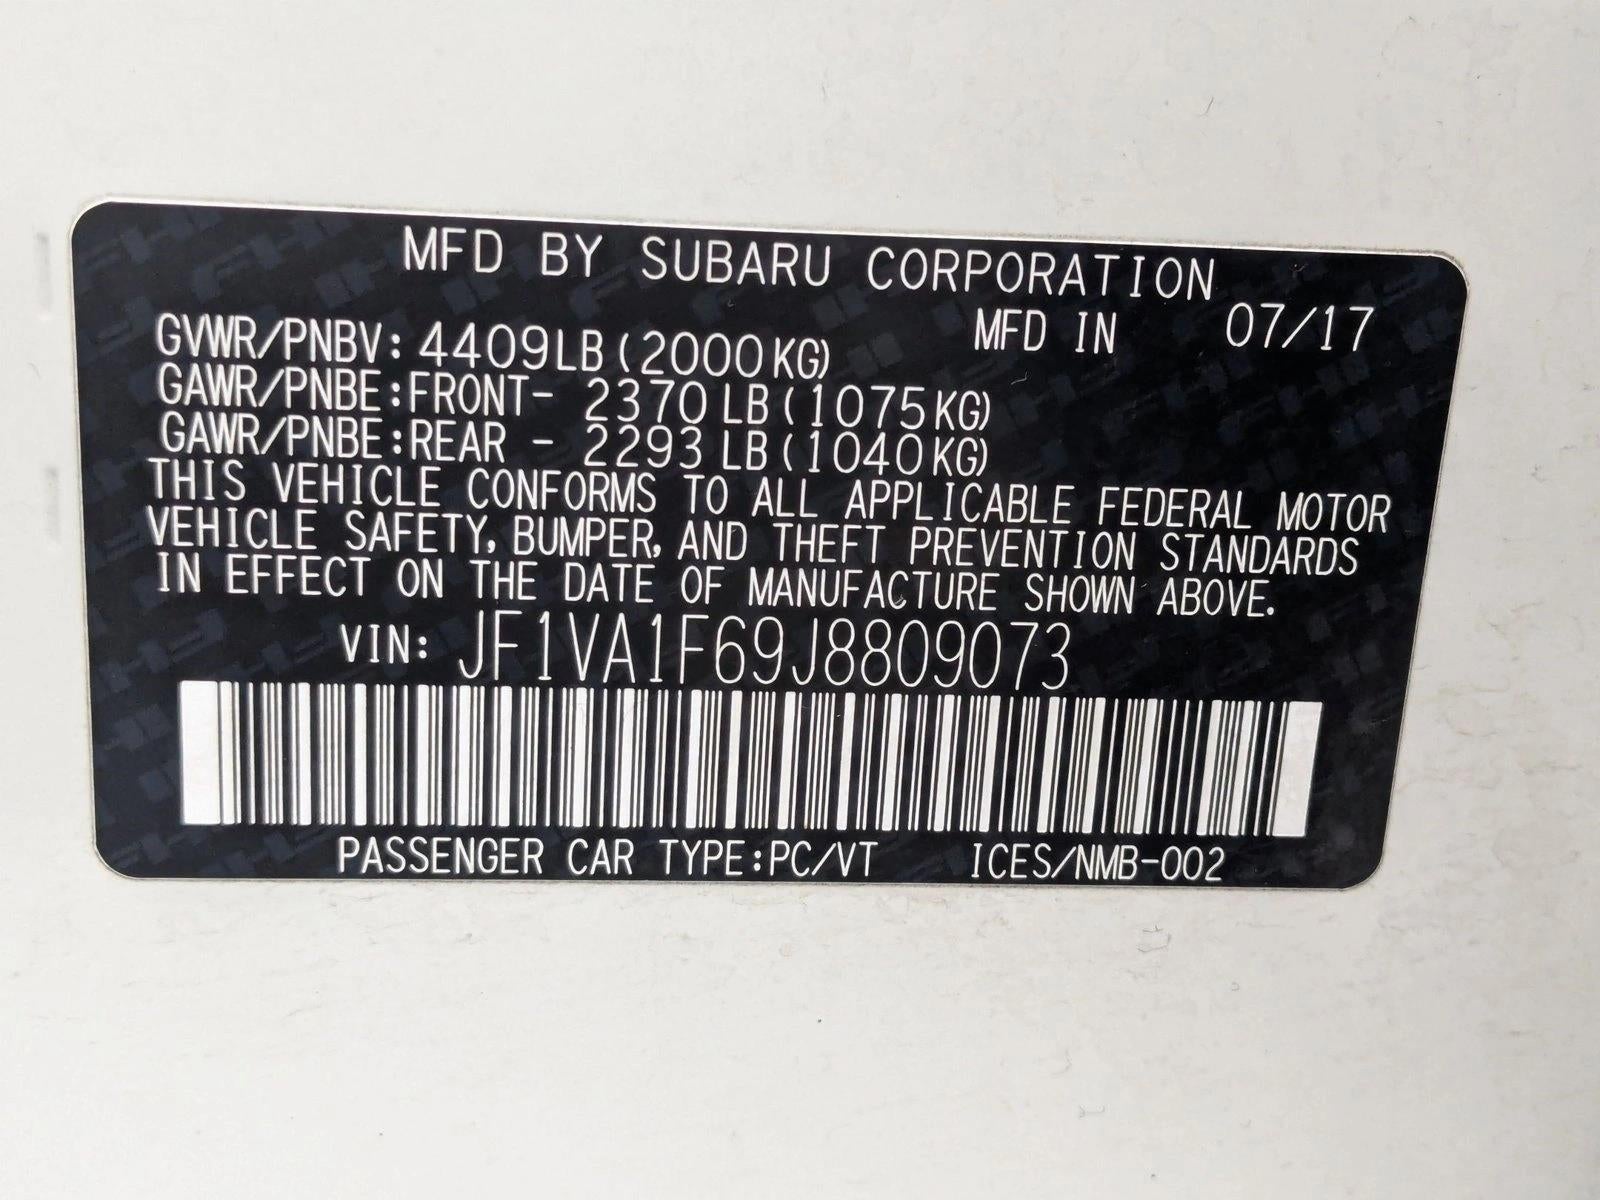 MFD BY SUBARU CORPORATION
GVWR/PNBV: 4409LB (2000KG) MFD IN 07/17
GAWR/PNBE:FRONT- 2370 LB (1075KG)
GAWR/PNBE:REAR - 2293 LB (1040KG)
THIS VEHICLE CONFORMS TO ALL APPLICABLE FEDERAL MOTOR
VEHICLE SAFETY, BUMPER, AND THEFT PREVENTION STANDARDS
IN EFFECT ON THE DATE OF MANUFACTURE SHOWN ABOVE.
VIN: JF1VA1F69J8809073
PASSENGER CAR TYPE:PC/VT ICES/NMB-002